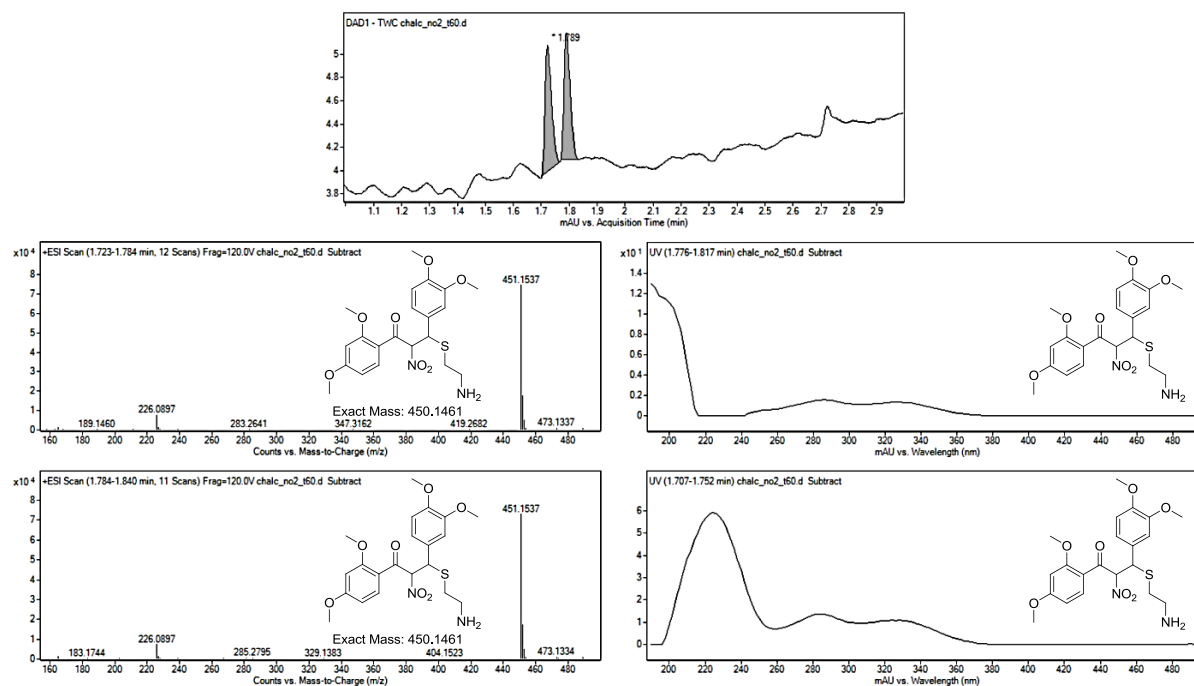 DAD1 - TWC chalc_no2_t60.d
* 1.789
5
4.8
4.6
4.4
4.2
4
3.8
1.1 1.2 1.3 1.4 1.5 1.6 1.7 1.8 1.9 2 2.1 2.2 2.3 2.4 2.5 2.6 2.7 2.8 2.9
mAU vs. Acquisition Time (min)
x10 4
+ESI Scan (1.723-1.784 min, 12 Scans) Frag=120.0V chalc_no2_t60.d Subtract
8
7
6
5
4
3
2
1
0
451.1537
O
O
O
O
S
O
NO2
NH2
Exact Mass: 450.1461
226.0897
189.1460
283.2641
347.3162
419.2682
473.1337
160 180 200 220 240 260 280 300 320 340 360 380 400 420 440 460 480
Counts vs. Mass-to-Charge (m/z)
x10 1
UV (1.776-1.817 min) chalc_no2_t60.d Subtract
1.4
1.2
1
0.8
0.6
0.4
0.2
0
O
O
O
O
S
O
NO2
NH2
200 220 240 260 280 300 320 340 360 380 400 420 440 460 480
mAU vs. Wavelength (nm)
x10 4
+ESI Scan (1.784-1.840 min, 11 Scans) Frag=120.0V chalc_no2_t60.d Subtract
8
7
6
5
4
3
2
1
0
451.1537
O
O
O
O
S
O
NO2
NH2
Exact Mass: 450.1461
226.0897
183.1744
285.2795
329.1383
404.1523
473.1334
160 180 200 220 240 260 280 300 320 340 360 380 400 420 440 460 480
Counts vs. Mass-to-Charge (m/z)
UV (1.707-1.752 min) chalc_no2_t60.d Subtract
6
5
4
3
2
1
0
O
O
O
O
S
O
NO2
NH2
200 220 240 260 280 300 320 340 360 380 400 420 440 460 480
mAU vs. Wavelength (nm)